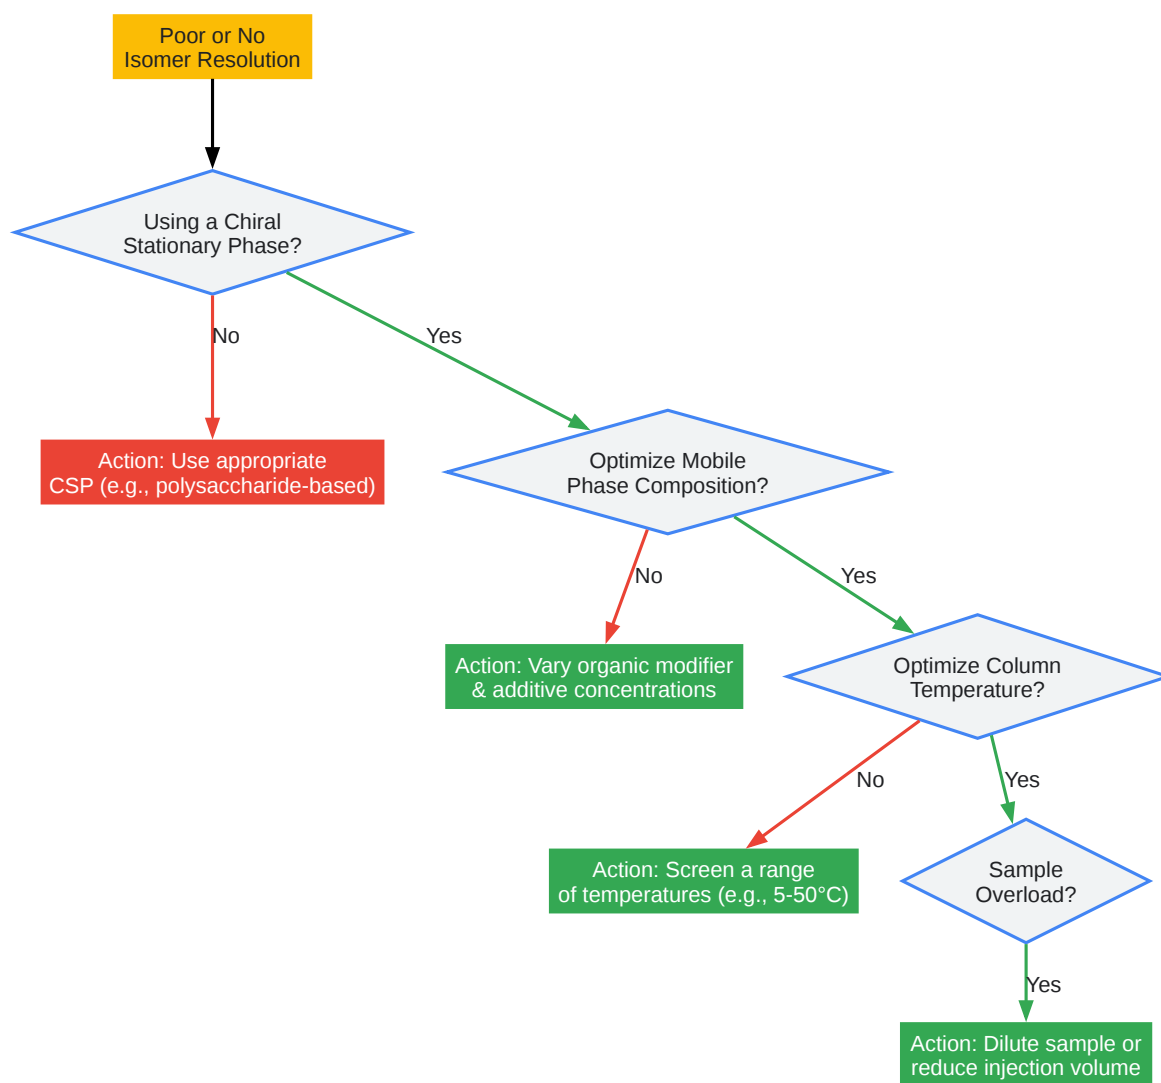 Poor or No
Isomer Resolution
Using a Chiral
Stationary Phase?
No
Yes
Action: Use appropriate
CSP (e.g., polysaccharide-based)
Optimize Mobile
Phase Composition?
No
Yes
Action: Vary organic modifier
& additive concentrations
Optimize Column
Temperature?
No
Yes
Action: Screen a range
of temperatures (e.g., 5-50°C)
Sample
Overload?
Yes
Action: Dilute sample or
reduce injection volume